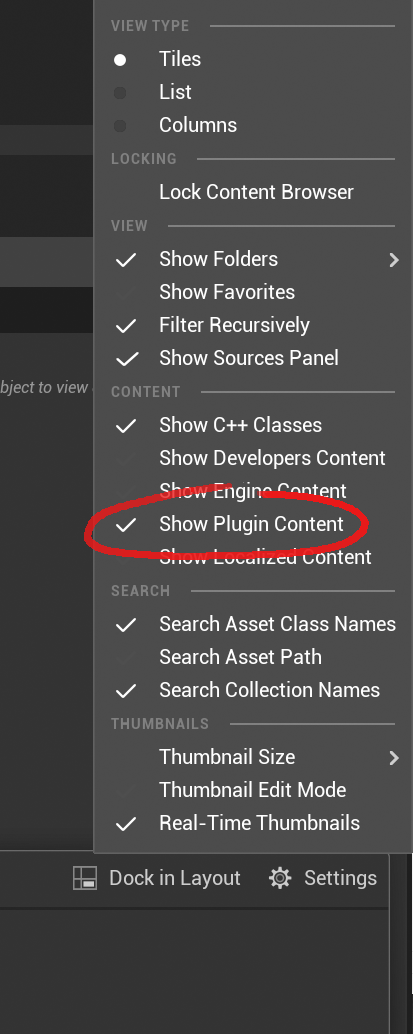 VIEW TYPE
Tiles
List
Columns
LOCKING
Lock Content Browser
VIEW
Show Folders
Show Favorites
Filter Recursively
bject to view
Show Sources Panel
CONTENT
Show C++ Classes
Show Developers Content
Show Engine Content
Show Plugin Content
Show Localized Content
SEARCH
Search Asset Class Names
Search Asset Path
Search Collection Names
THUMBNAILS
Thumbnail Size
Thumbnail Edit Mode
Real-Time Thumbnails
Dock in Layout Settings